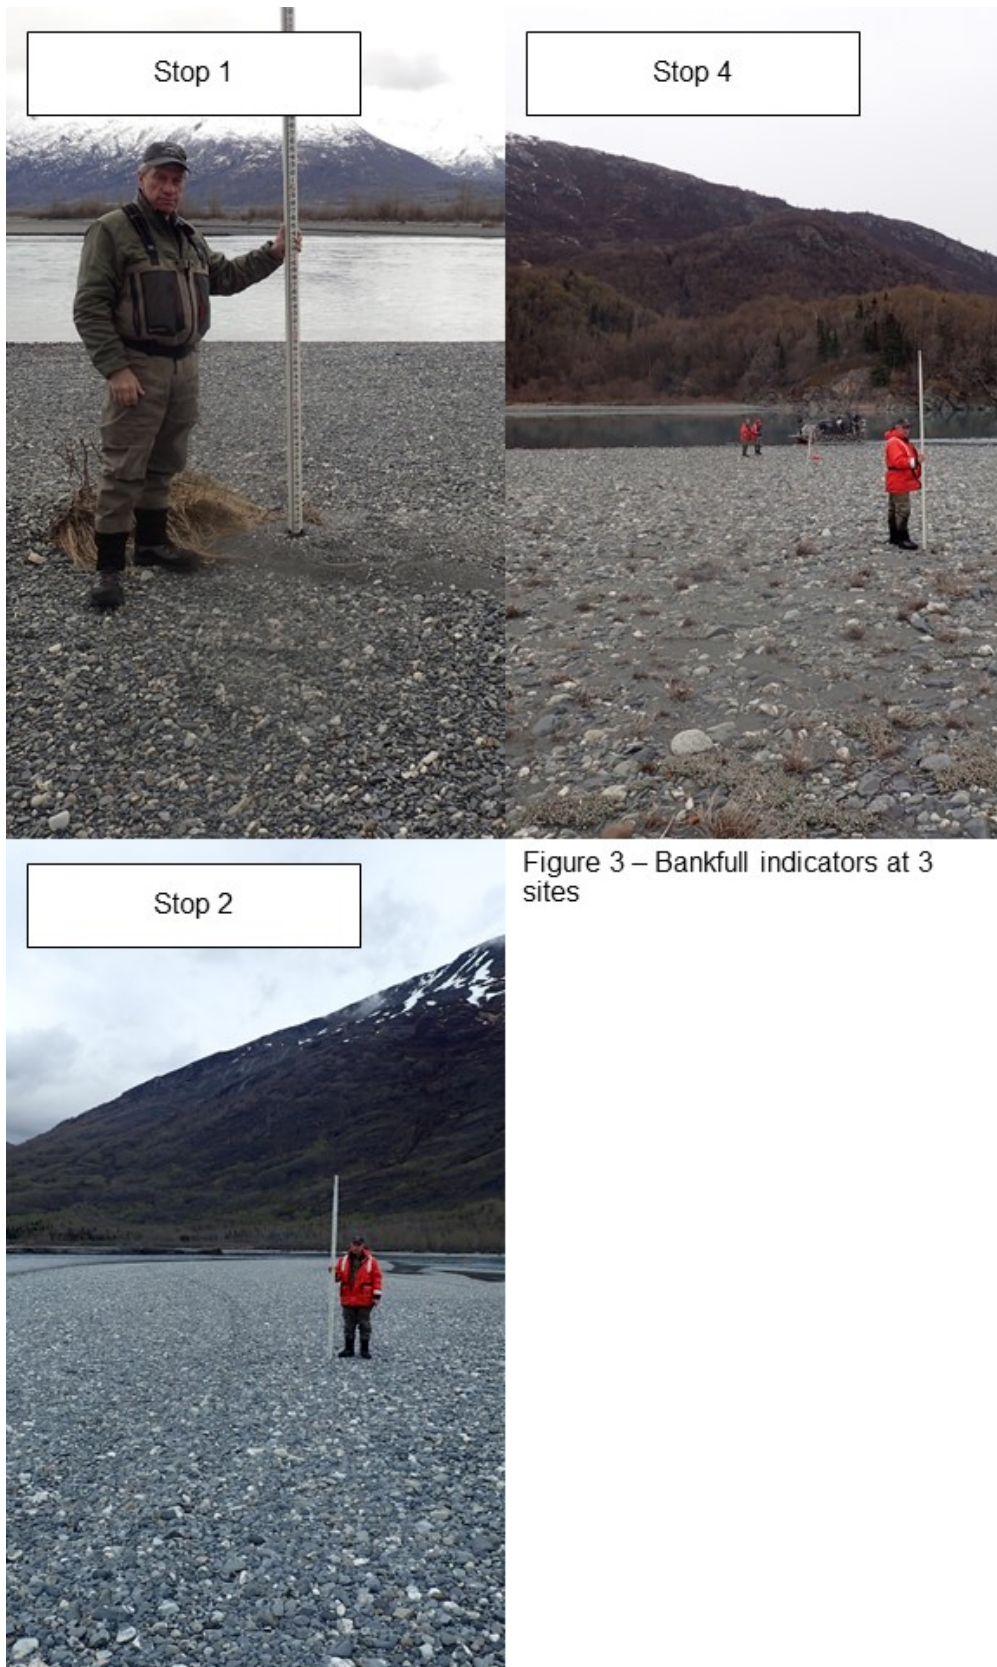 Stop 1
Stop 4
Stop 2
Figure 3 – Bankfull indicators at 3
sites